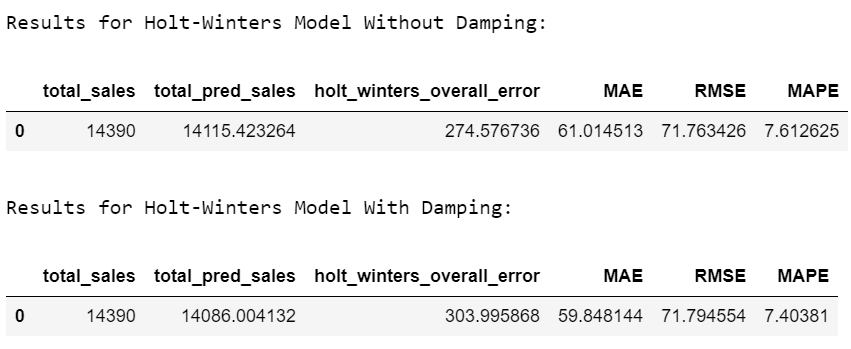 Results for Holt-Winters Model Without Damping:
total_sales total_pred_sales holt_winters_overall_error MAE RMSE MAPE
0 14390 14115.423264 274.576736 61.014513 71.763426 7.612625
Results for Holt-Winters Model With Damping:
total_sales total_pred_sales holt_winters_overall_error MAE RMSE MAPE
0 14390 14086.004132 303.995868 59.848144 71.794554 7.40381